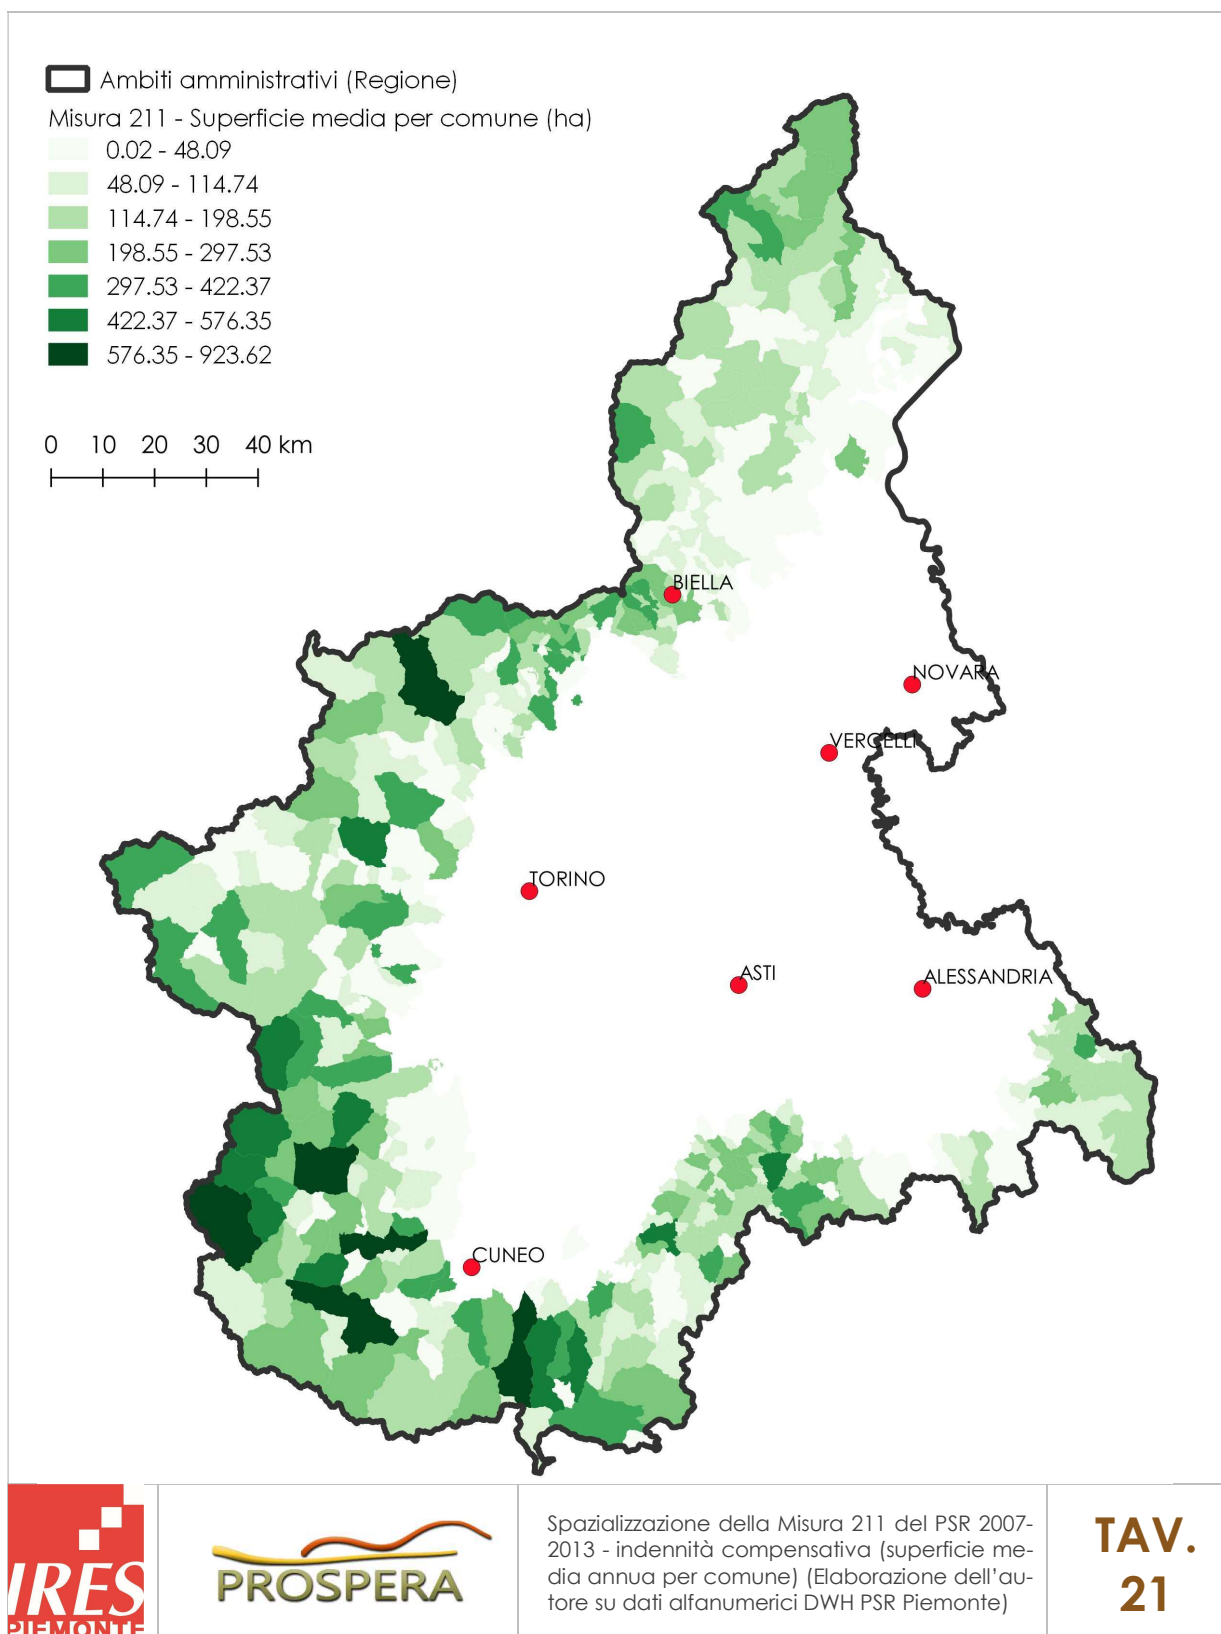 Ambiti amministrativi (Regione)
Misura 211 - Superficie media per comune (ha)
0.02 - 48.09
48.09 - 114.74
114.74 - 198.55
198.55 - 297.53
297.53 - 422.37
422.37 - 576.35
576.35 - 923.62
0 10 20 30 40 km
BIELLA
NOVARA
VERCELLI
TORINO
ASTI
ALESSANDRIA
CUNEO
IRES
PIEMONTE
PROSPERA
Spazializzazione della Misura 211 del PSR 2007-
2013 - indennità compensativa (superficie me-
dia annua per comune) (Elaborazione dell'au-
tore su dati alfanumerici DWH PSR Piemonte)
TAV.
21